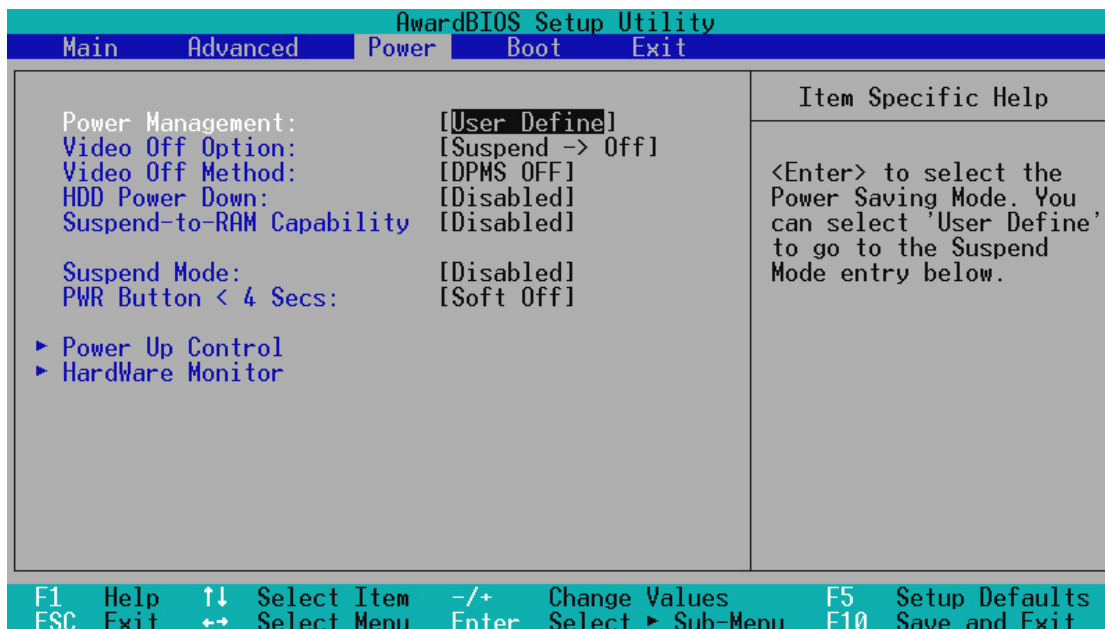 AwardBIOS Setup Utility
Main Advanced Power Boot Exit
Power Management: [User Define]
Video Off Option: [Suspend -> Off]
Video Off Method: [DPMS OFF]
HDD Power Down: [Disabled]
Suspend-to-RAM Capability [Disabled]
Suspend Mode: [Disabled]
PWR Button < 4 Secs: [Soft Off]
► Power Up Control
► HardWare Monitor
Item Specific Help
<Enter> to select the
Power Saving Mode. You
can select 'User Define'
to go to the Suspend
Mode entry below.
F1 Help ↑↓ Select Item -/+ Change Values F5 Setup Defaults
ESC Exit ←→ Select Menu Enter Select ► Sub-Menu F10 Save and Exit